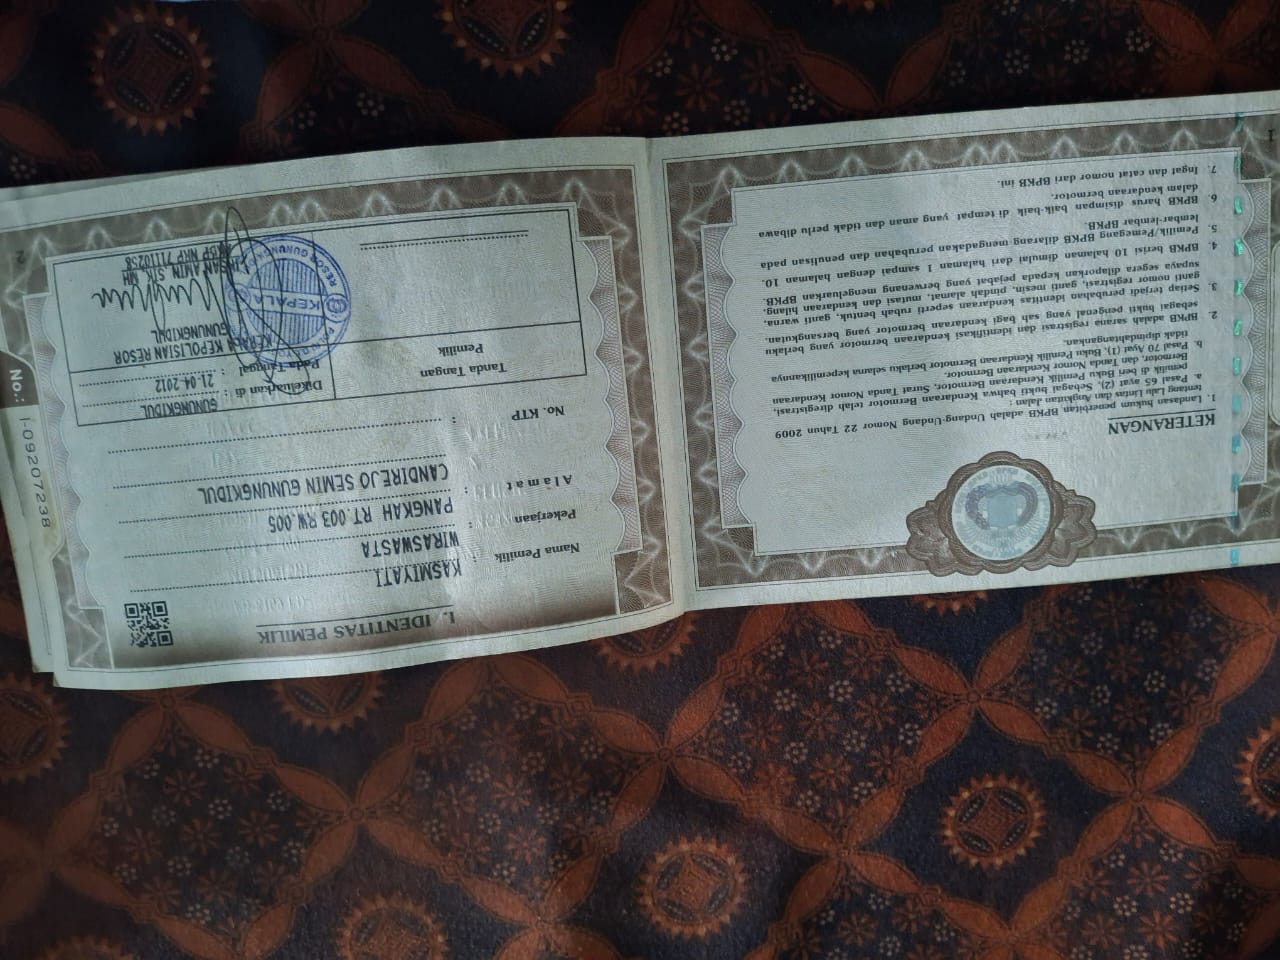 1
KETERANGAN
1. Landasan hukum penerbitan BPKB adalah Undang-Undang Nomor 22 Tahun 2009
tentang Lalu Lintas dan Angkutan Jalan :
a. Pasal 65 ayat (2), Sebagai bukti bahwa Kendaraan Bermotor telah diregistrasi,
pemilik di beri Buku Pemilik Kendaraan Bermotor, Surat Tanda Nomor Kendaraan
Bermotor, dan Tanda Nomor Kendaraan Bermotor.
b. Pasal 70 Ayat (1), Buku Pemilik Kendaraan Bermotor berlaku selama kepemilikannya
tidak dipindahtangankan.
2. BPKB adalah sarana registrasi dan identifikasi kendaraan bermotor yang berlaku
sebagai bukti pengenal yang sah bagi kendaraan bermotor yang bersangkutan.
3. Setiap terjadi perubahan identitas kendaraan seperti rubah bentuk, ganti warna,
ganti nomor registrasi, ganti mesin, pindah alamat, mutasi dan kendaraan hilang,
supaya segera dilaporkan kepada pejabat yang berwenang mengeluarkan BPKB.
4. BPKB berisi 10 halaman dimulai dari halaman 1 sampai dengan halaman 10.
5. Pemilik/Pemegang BPKB dilarang mengadakan perubahan dan penulisan pada
lembar-lembar BPKB.
6. BPKB harus disimpan baik-baik di tempat yang aman dan tidak perlu dibawa
dalam kendaraan bermotor.
7. Ingat dan catat nomor dari BPKB ini.
I. IDENTITAS PEMILIK
Nama Pemilik : KASMIYATI
Pekerjaan : WIRASWASTA
Alamat : PANGKAH RT.003 RW.005
CANDIREJO SEMIN GUNUNGKIDUL
No. KTP :
Tanda Tangan
Pemilik
Dikeluarkan di : GUNUNGKIDUL
Pada Tanggal : 21-04-2012
KEPALA KEPOLISIAN RESOR
GUNUNGKIDUL
KEPALA
AKBP NRP 71110258
2
No.: I-09207238